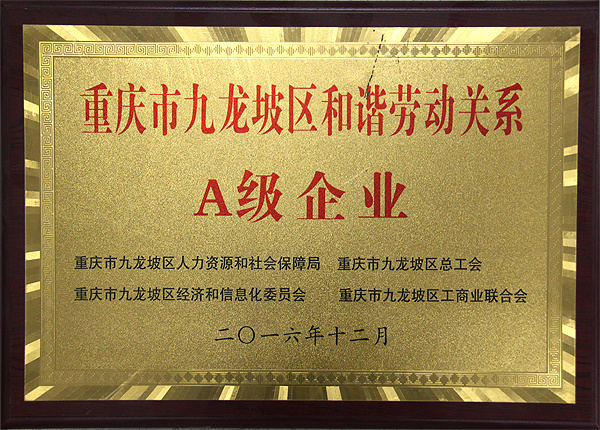 重庆市九龙坡区和谐劳动关系
A级企业
重庆市九龙坡区人力资源和社会保障局 重庆市九龙坡区总工会
重庆市九龙坡区经济和信息化委员会 重庆市九龙坡区工商业联合会
二〇一六年十二月